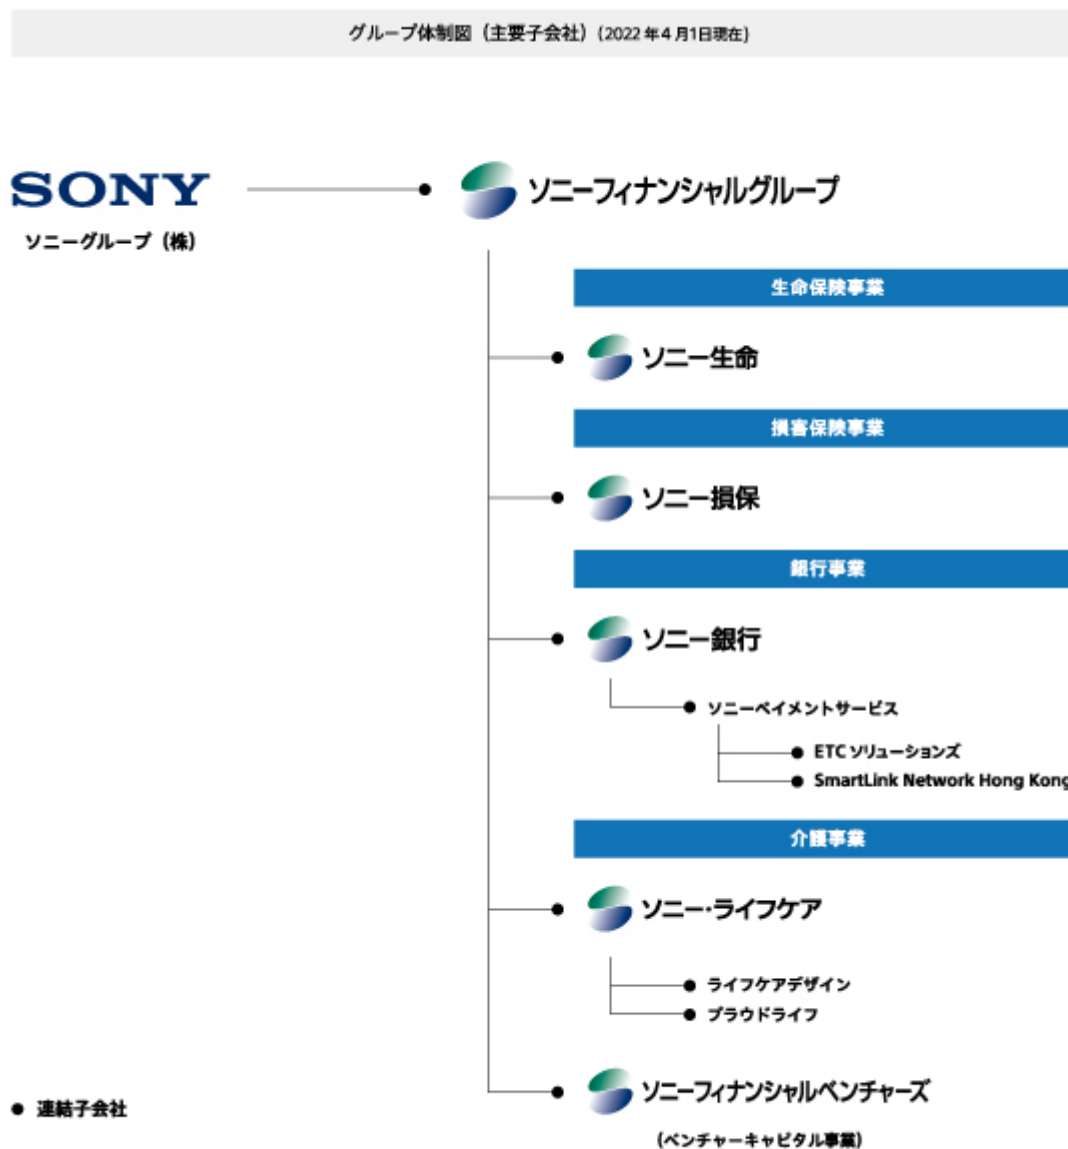 グループ体制図（主要子会社）(2022年4月1日現在)
SONY
ソニーフィナンシャルグループ
ソニーグループ（株）
生命保険事業
ソニー生命
損害保険事業
ソニー損保
銀行事業
ソニー銀行
ソニーペイメントサービス
ETC ソリューションズ
SmartLink Network Hong Kong
介護事業
ソニー・ライフケア
ライフケアデザイン
プラウドライフ
ソニーフィナンシャルベンチャーズ
連結子会社
(ベンチャーキャピタル事業)